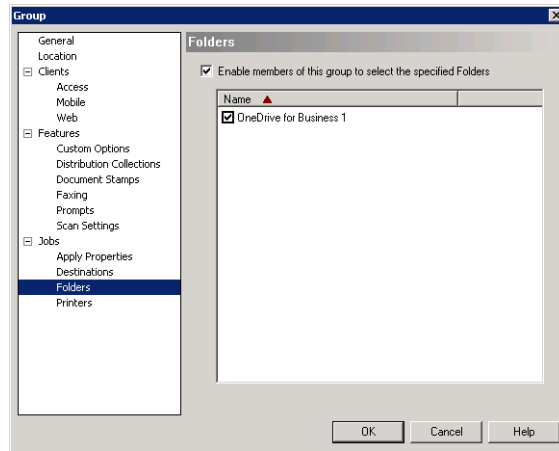 Group
General
Location
Clients
Access
Mobile
Web
Features
Custom Options
Distribution Collections
Document Stamps
Faxing
Prompts
Scan Settings
Jobs
Apply Properties
Destinations
Folders
Printers
Folders
Enable members of this group to select the specified Folders
Name
OneDrive for Business 1
OK Cancel Help